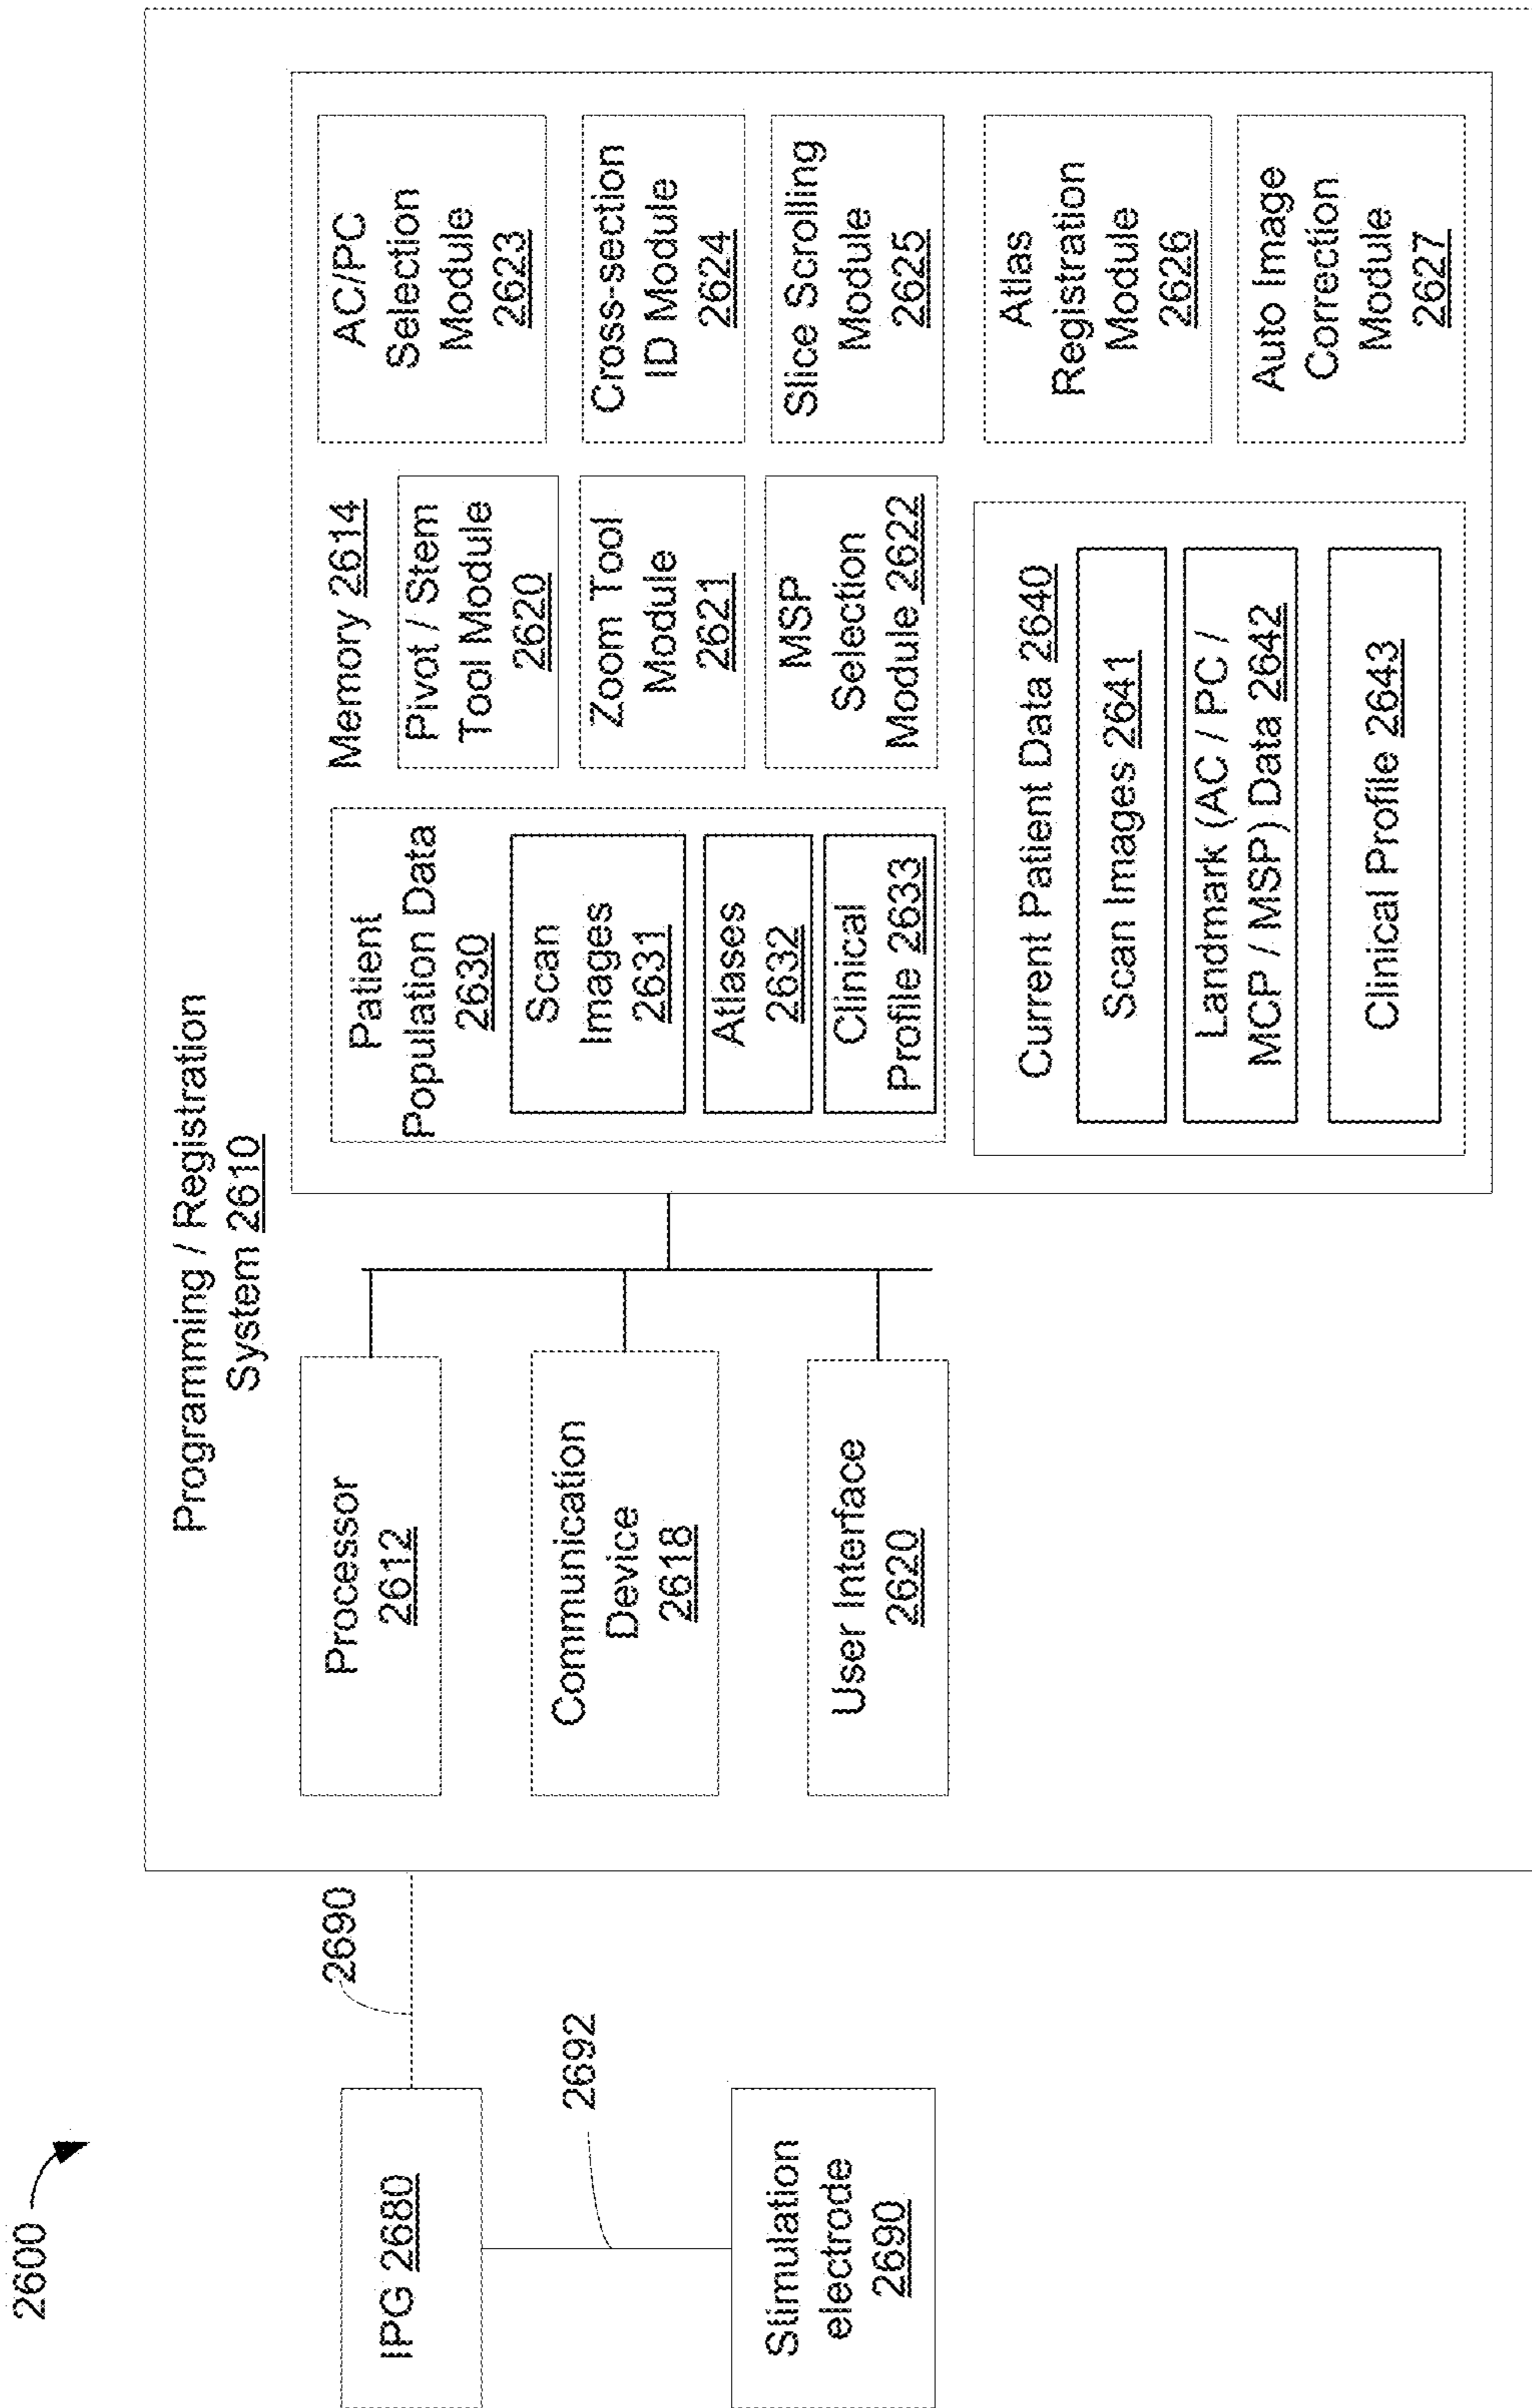 2600
Programming / Registration
System 2610
IPG 2680
2690
2692
Stimulation
electrode
2690
Processor
2612
Communication
Device
2618
User Interface
2620
Memory 2614
Patient
Population Data
2630
Scan
Images
2631
Atlases
2632
Clinical
Profile 2633
Pivot / Stem
Tool Module
2620
Zoom Tool
Module
2621
MSP
Selection
Module 2622
AC/PC
Selection
Module
2623
Cross-section
ID Module
2624
Slice Scrolling
Module
2625
Current Patient Data 2640
Scan Images 2641
Landmark (AC / PC /
MCP / MSP) Data 2642
Clinical Profile 2643
Atlas
Registration
Module
2626
Auto Image
Correction
Module
2627